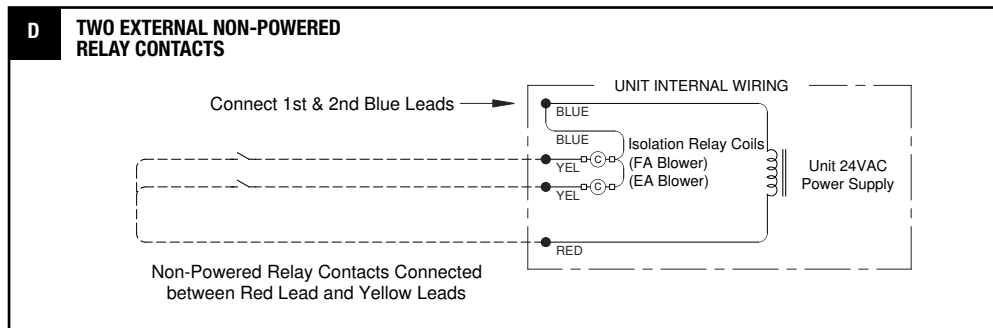 D
TWO EXTERNAL NON-POWERED
RELAY CONTACTS
UNIT INTERNAL WIRING
Connect 1st & 2nd Blue Leads
BLUE
BLUE
Isolation Relay Coils
(FA Blower)
(EA Blower)
YEL
C
YEL
C
Unit 24VAC
Power Supply
RED
Non-Powered Relay Contacts Connected
between Red Lead and Yellow Leads